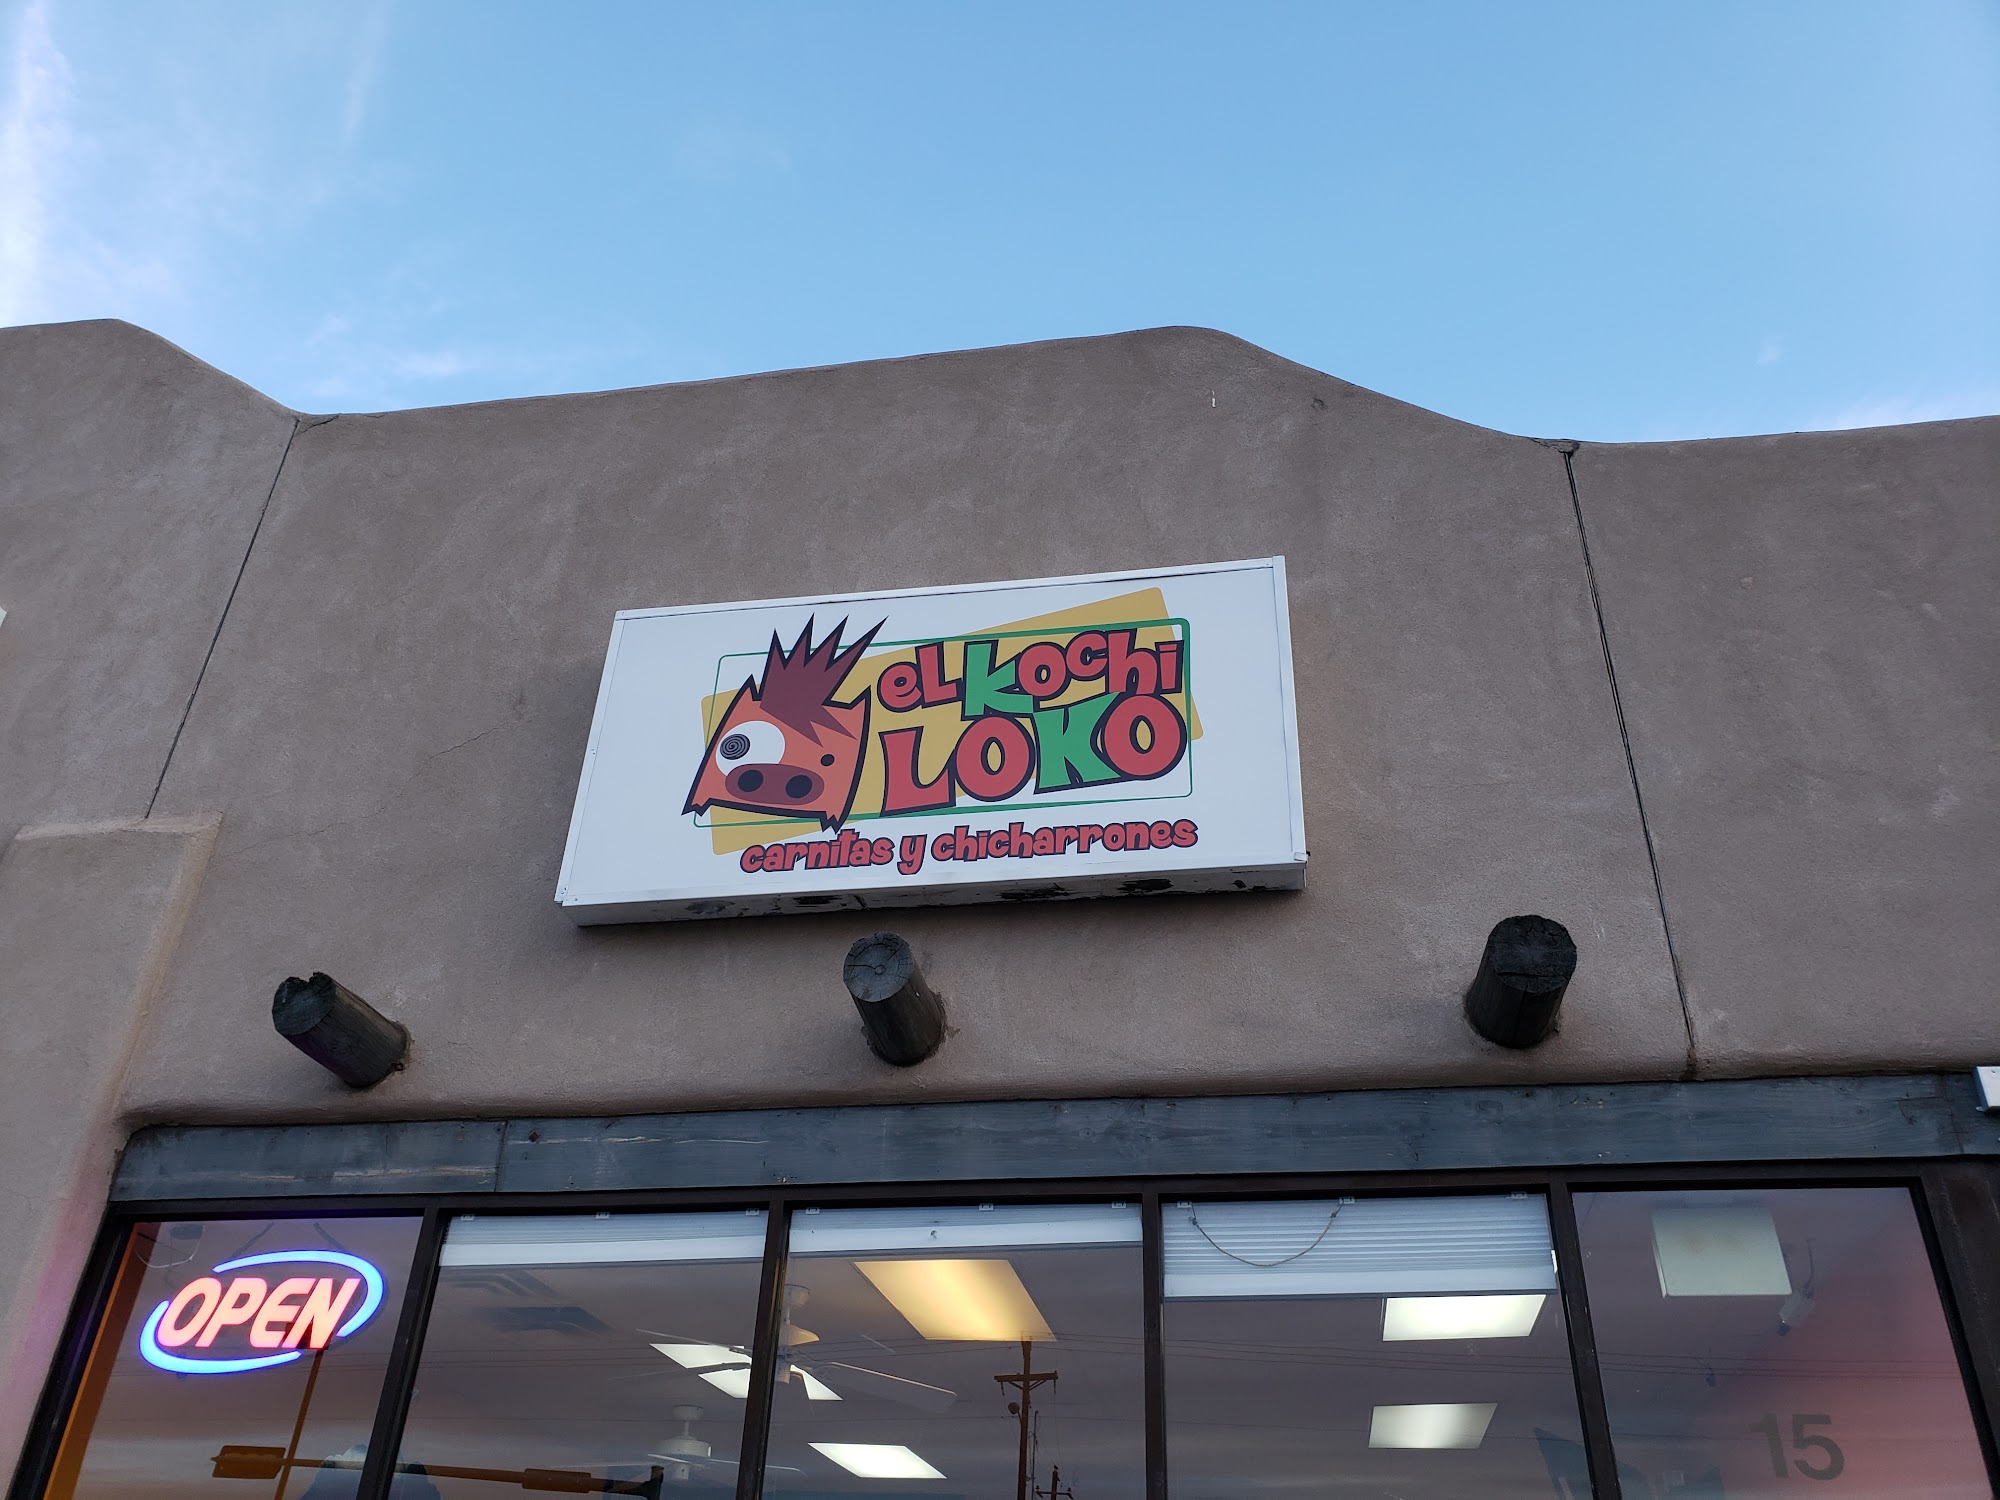 eL Kochi
LOKO
carnitas y chicharrones
OPEN
15